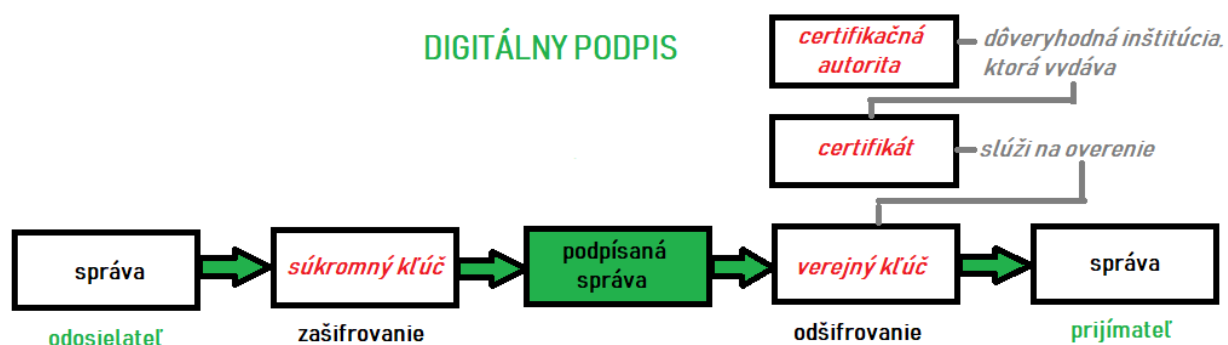 DIGITÁLNY PODPIS
certifikačná
autorita
dôveryhodná inštitúcia,
ktorá vydáva
certifikát
slúži na overenie
správa
súkromný kľúč
podpísaná
správa
verejný kľúč
správa
odosielateľ
zašifrovanie
odšifrovanie
prijímateľ